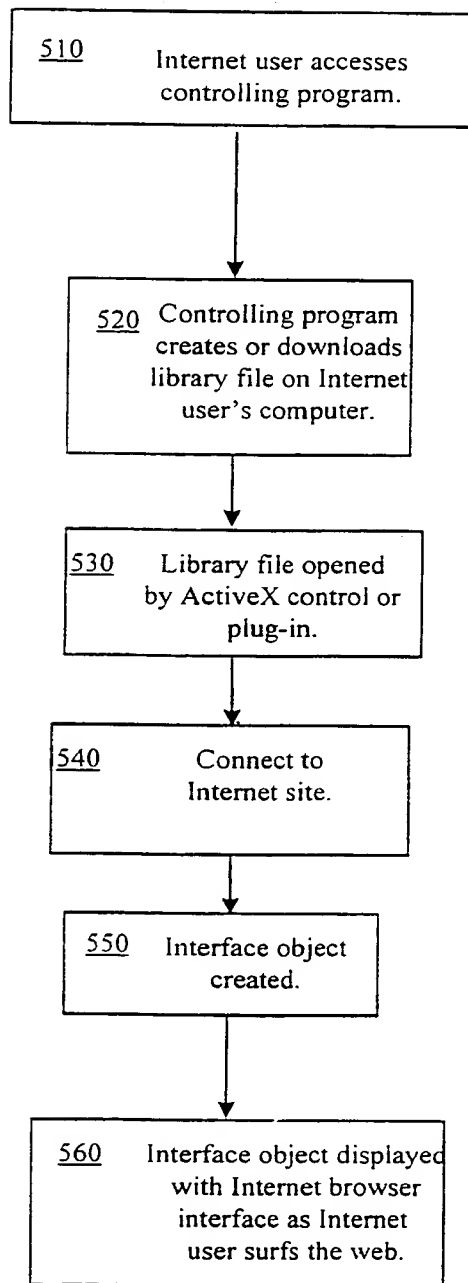 510 Internet user accesses
controlling program.
520 Controlling program
creates or downloads
library file on Internet
user's computer.
530 Library file opened
by ActiveX control or
plug-in.
540 Connect to
Internet site.
550 Interface object
created.
560 Interface object displayed
with Internet browser
interface as Internet
user surfs the web.